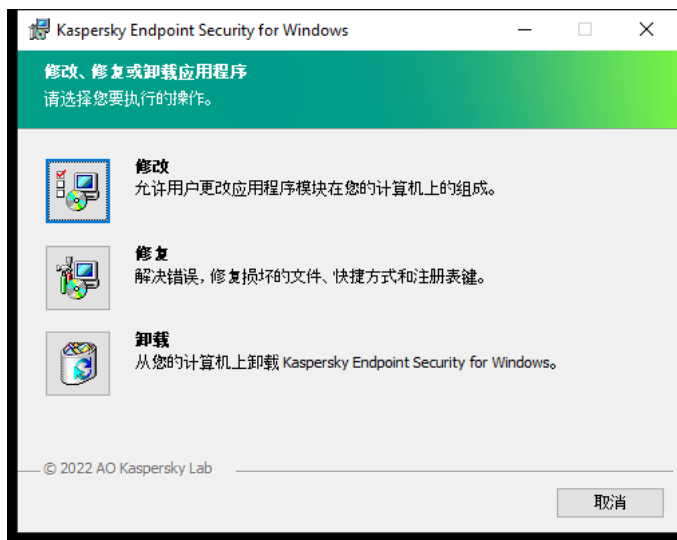 Kaspersky Endpoint Security for Windows
修改、修复或卸载应用程序
请选择您要执行的操作。
修改
允许用户更改应用程序模块在您的计算机上的组成。
修复
解决错误，修复损坏的文件、快捷方式和注册表键。
卸载
从您的计算机上卸载 Kaspersky Endpoint Security for Windows。
© 2022 AO Kaspersky Lab
取消